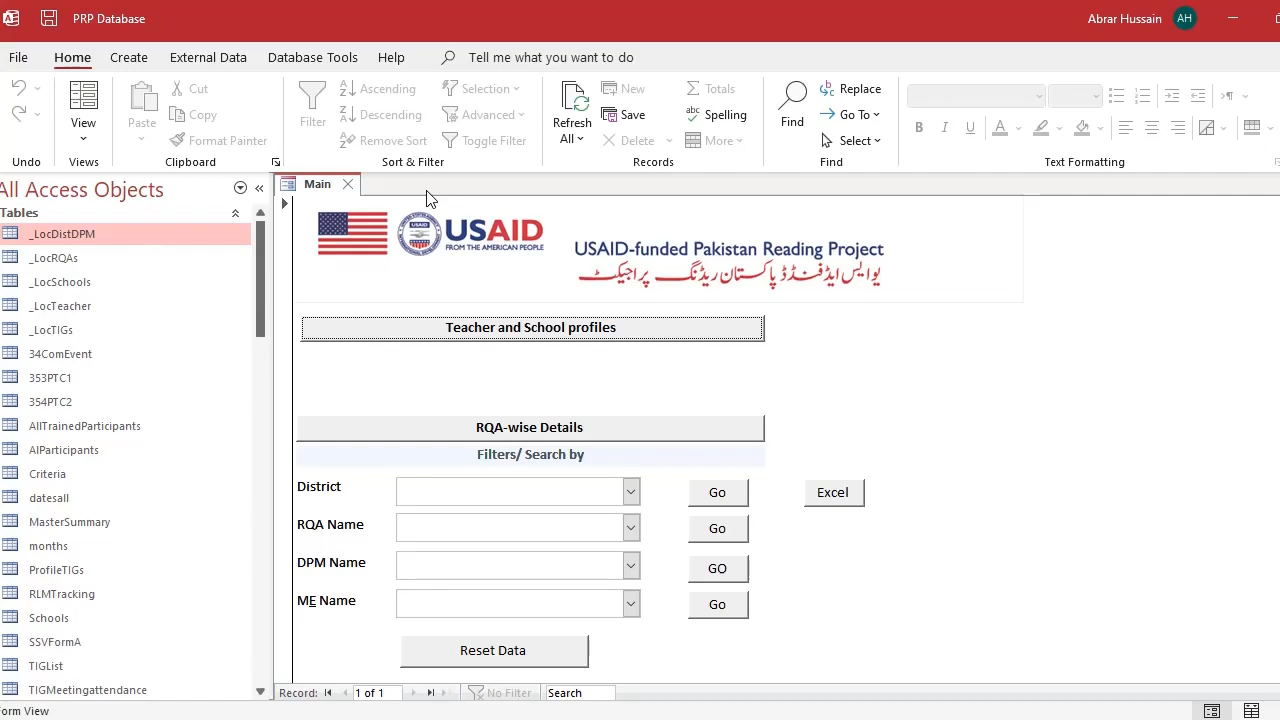 PRP Database
Abrar Hussain AH
File Home Create External Data Database Tools Help Tell me what you want to do
View
Paste
Cut
Copy
Format Painter
Filter
Ascending
Descending
Remove Sort
Selection
Advanced
Toggle Filter
Refresh All
New
Save
Delete
Totals
Spelling
More
Find
Replace
Go To
Select
B I U A
Undo Views Clipboard Sort & Filter Records Find Text Formatting
All Access Objects
Tables
_LocDistDPM
_LocRQAs
_LocSchools
_LocTeacher
_LocTIGs
34ComEvent
353PTC1
354PTC2
AllTrainedParticipants
AIParticipants
Criteria
datesall
MasterSummary
months
ProfileTIGs
RLMTracking
Schools
SSVFormA
TIGList
TIGMeetingattendance
Main
USAID
FROM THE AMERICAN PEOPLE
USAID-funded Pakistan Reading Project
یوایس ایڈفنڈڈ پاکستان ریڈنگ پراجیکٹ
Teacher and School profiles
RQA-wise Details
Filters/ Search by
District Go Excel
RQA Name Go
DPM Name GO
ME Name Go
Reset Data
Record: 1 of 1 No Filter Search
orm View